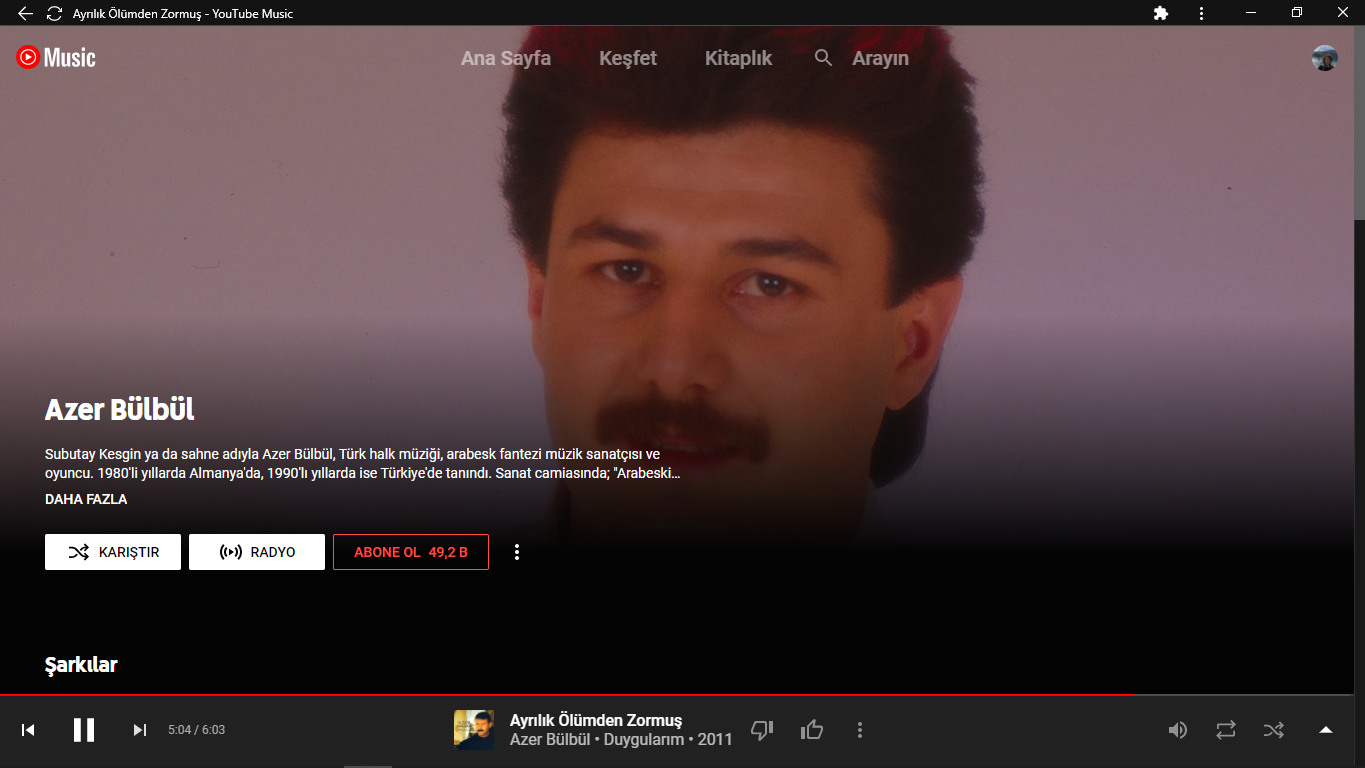 Ayrılık Ölümden Zormuş - YouTube Music
Music
Ana Sayfa
Keşfet
Kitaplık
Arayın
Azer Bülbül
Subutay Kesgin ya da sahne adıyla Azer Bülbül, Türk halk müziği, arabesk fantezi müzik sanatçısı ve
oyuncu. 1980'li yıllarda Almanya'da, 1990'lı yıllarda ise Türkiye'de tanındı. Sanat camiasında; "Arabeski...
DAHA FAZLA
KARIŞTIR
RADYO
ABONE OL 49,2 B
Şarkılar
5:04 / 6:03
Ayrılık Ölümden Zormuş
Azer Bülbül • Duygularım • 2011